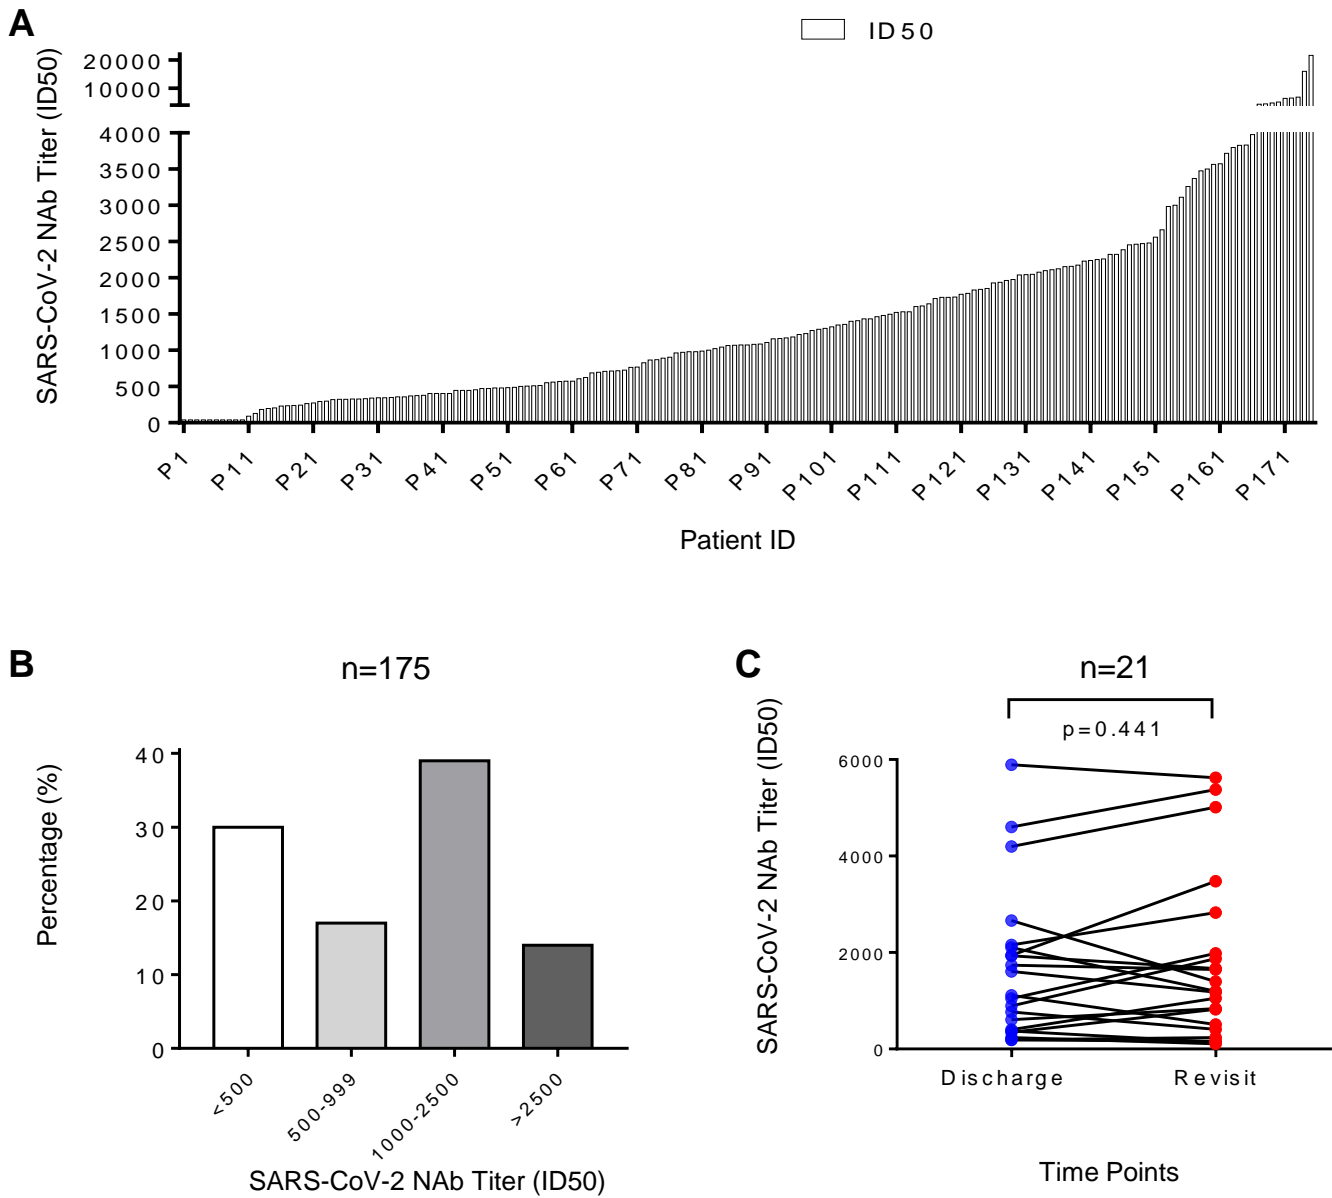 A
ID50
SARS-CoV-2 NAb Titer (ID50)
20000
10000
4000
3500
3000
2500
2000
1500
1000
500
0
P1 P11 P21 P31 P41 P51 P61 P71 P81 P91 P101 P111 P121 P131 P141 P151 P161 P171
Patient ID
B
n=175
Percentage (%)
40
30
20
10
0
<500 500-999 1000-2500 >2500
SARS-CoV-2 NAb Titer (ID50)
C
n=21
p=0.441
SARS-CoV-2 NAb Titer (ID50)
6000
4000
2000
0
Discharge Revisit
Time Points